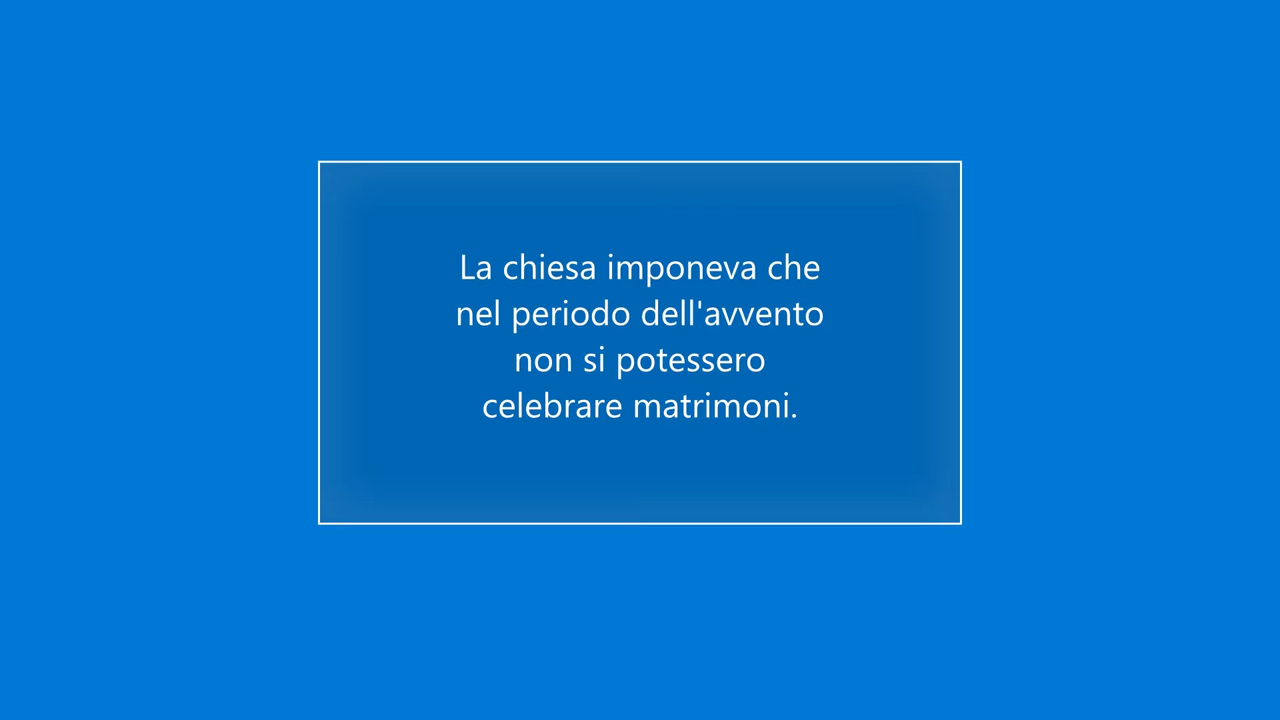 La chiesa imponeva che
nel periodo dell'avvento
non si potessero
celebrare matrimoni.